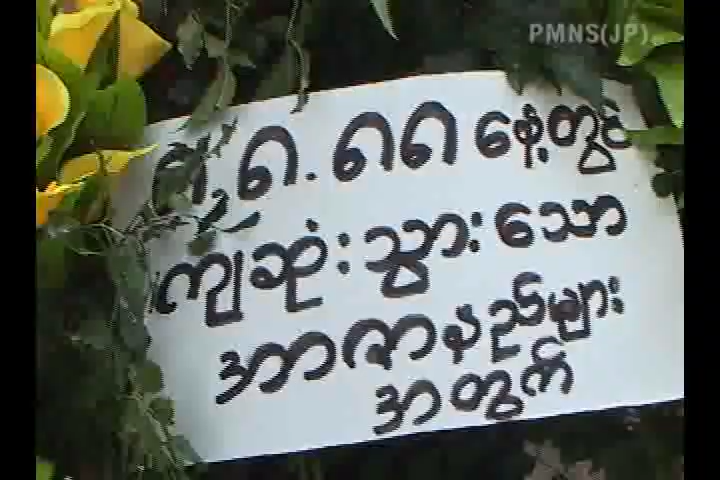 PMNS(JP)
၈.၈၈ နေ့တွင်
ကျဆုံးသွားသော
အာဇာနည်များ
အတွက်